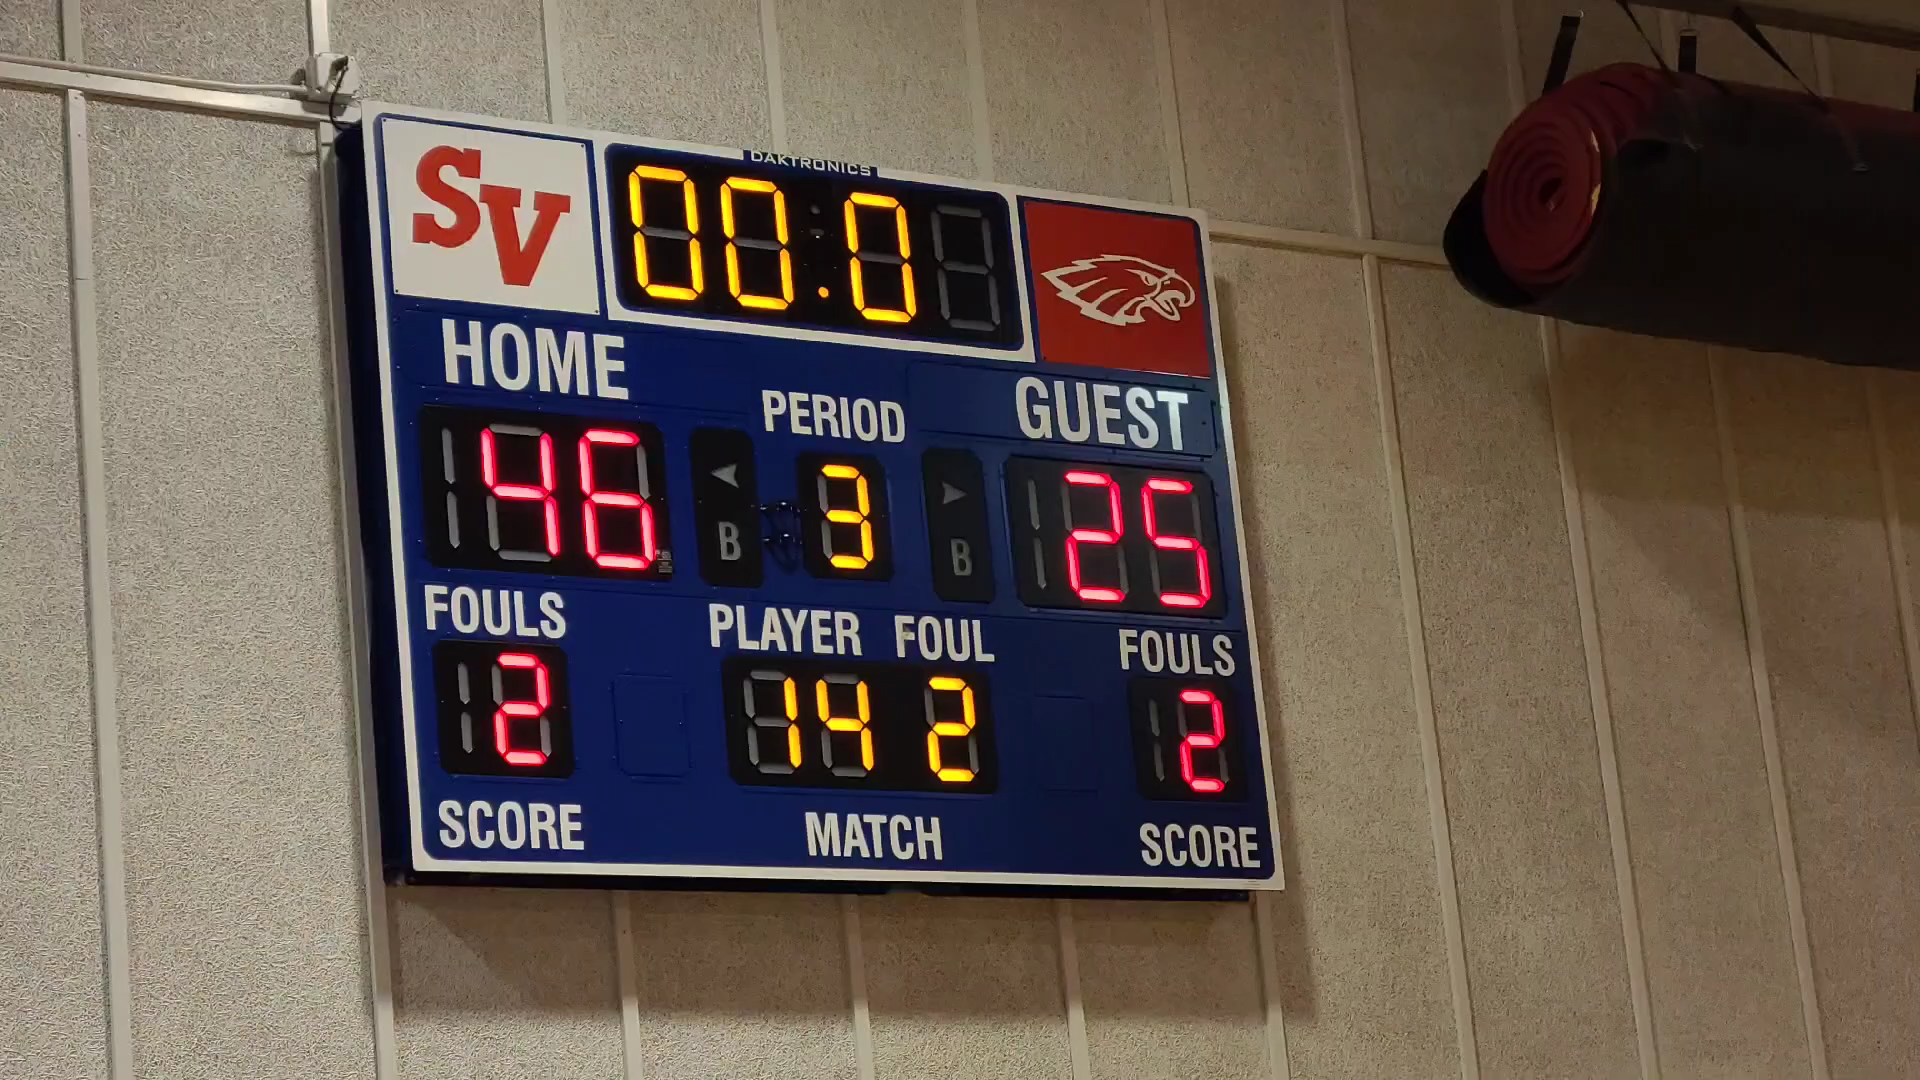 DAKTRONICS
SV
00.0
HOME
PERIOD
GUEST
46
3
25
B
B
FOULS
PLAYER FOUL
FOULS
2
14 2
2
SCORE
MATCH
SCORE